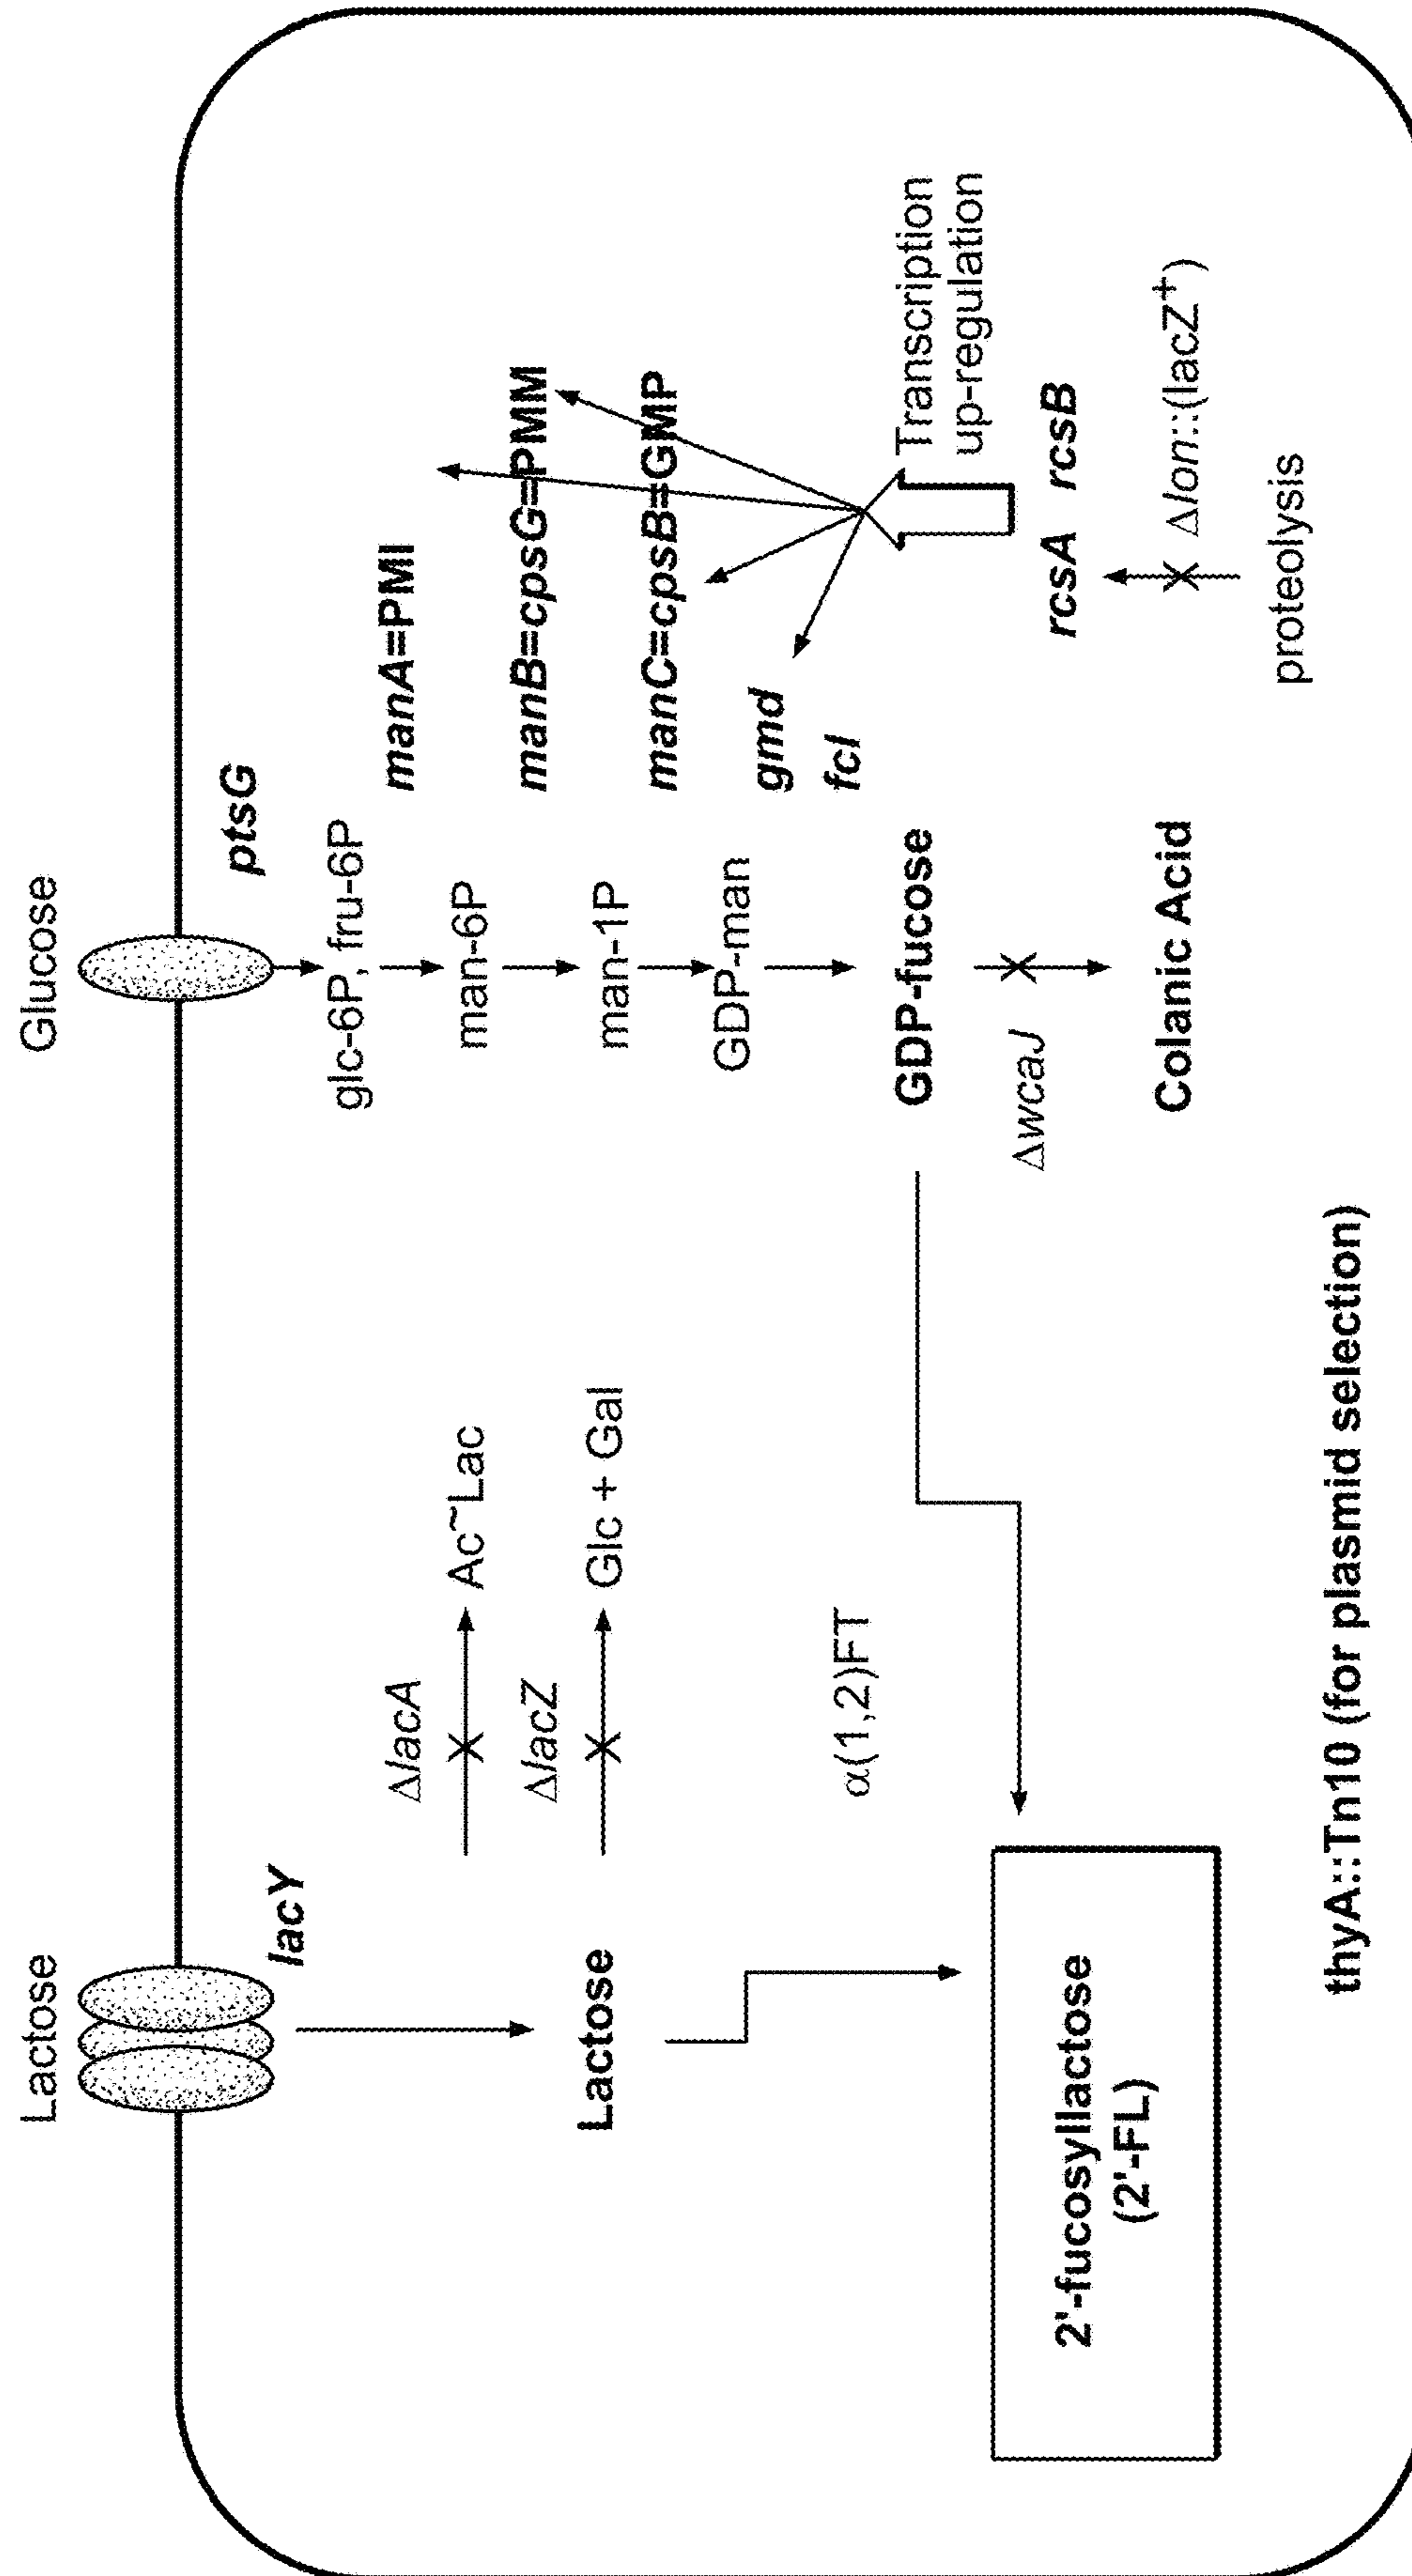 Lactose
Glucose
lacY
ptsG
glc-6P, fru-6P
ΔlacA
manA=PMI
Ac~Lac
man-6P
ΔlacZ
manB=cpsG=PMM
Lactose
Glc + Gal
man-1P
manC=cpsB=GMP
GDP-man
gmd
fcl
α(1,2)FT
GDP-fucose
Transcription
up-regulation
ΔwcaJ
rcsA rcsB
2'-fucosyllactose
(2'-FL)
Colanic Acid
Δlon::(lacZ+)
proteolysis
thyA::Tn10 (for plasmid selection)